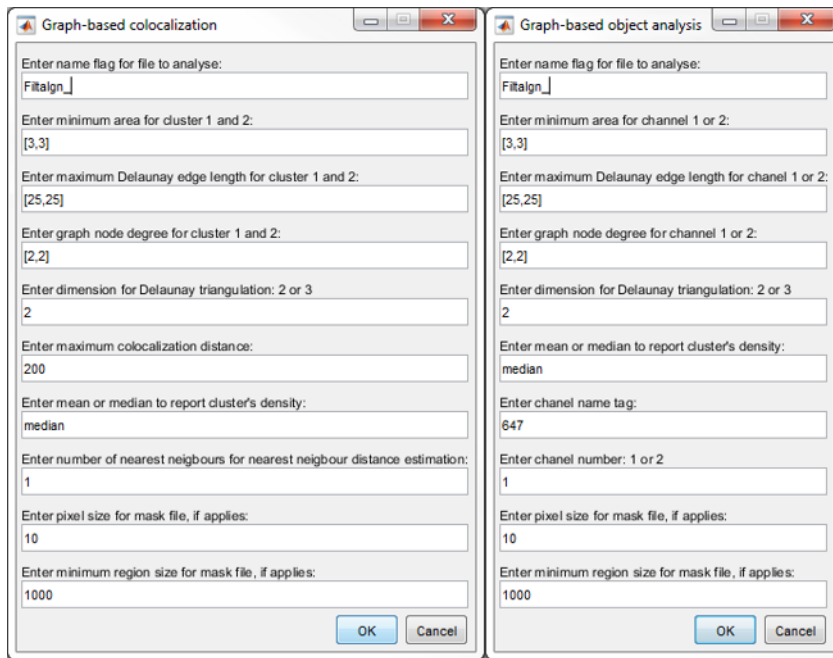 Graph-based colocalization
Enter name flag for file to analyse:
FiltaIgn_
Enter minimum area for cluster 1 and 2:
[3,3]
Enter maximum Delaunay edge length for cluster 1 and 2:
[25,25]
Enter graph node degree for cluster 1 and 2:
[2,2]
Enter dimension for Delaunay triangulation: 2 or 3
2
Enter maximum colocalization distance:
200
Enter mean or median to report cluster's density:
median
Enter number of nearest neigbours for nearest neigbour distance estimation:
1
Enter pixel size for mask file, if applies:
10
Enter minimum region size for mask file, if applies:
1000
OK
Cancel
Graph-based object analysis
Enter name flag for file to analyse:
FiltaIgn_
Enter minimum area for channel 1 or 2:
[3,3]
Enter maximum Delaunay edge length for chanel 1 or 2:
[25,25]
Enter graph node degree for channel 1 or 2:
[2,2]
Enter dimension for Delaunay triangulation: 2 or 3
2
Enter mean or median to report cluster's density:
median
Enter chanel name tag:
647
Enter chanel number: 1 or 2
1
Enter pixel size for mask file, if applies:
10
Enter minimum region size for mask file, if applies:
1000
OK
Cancel